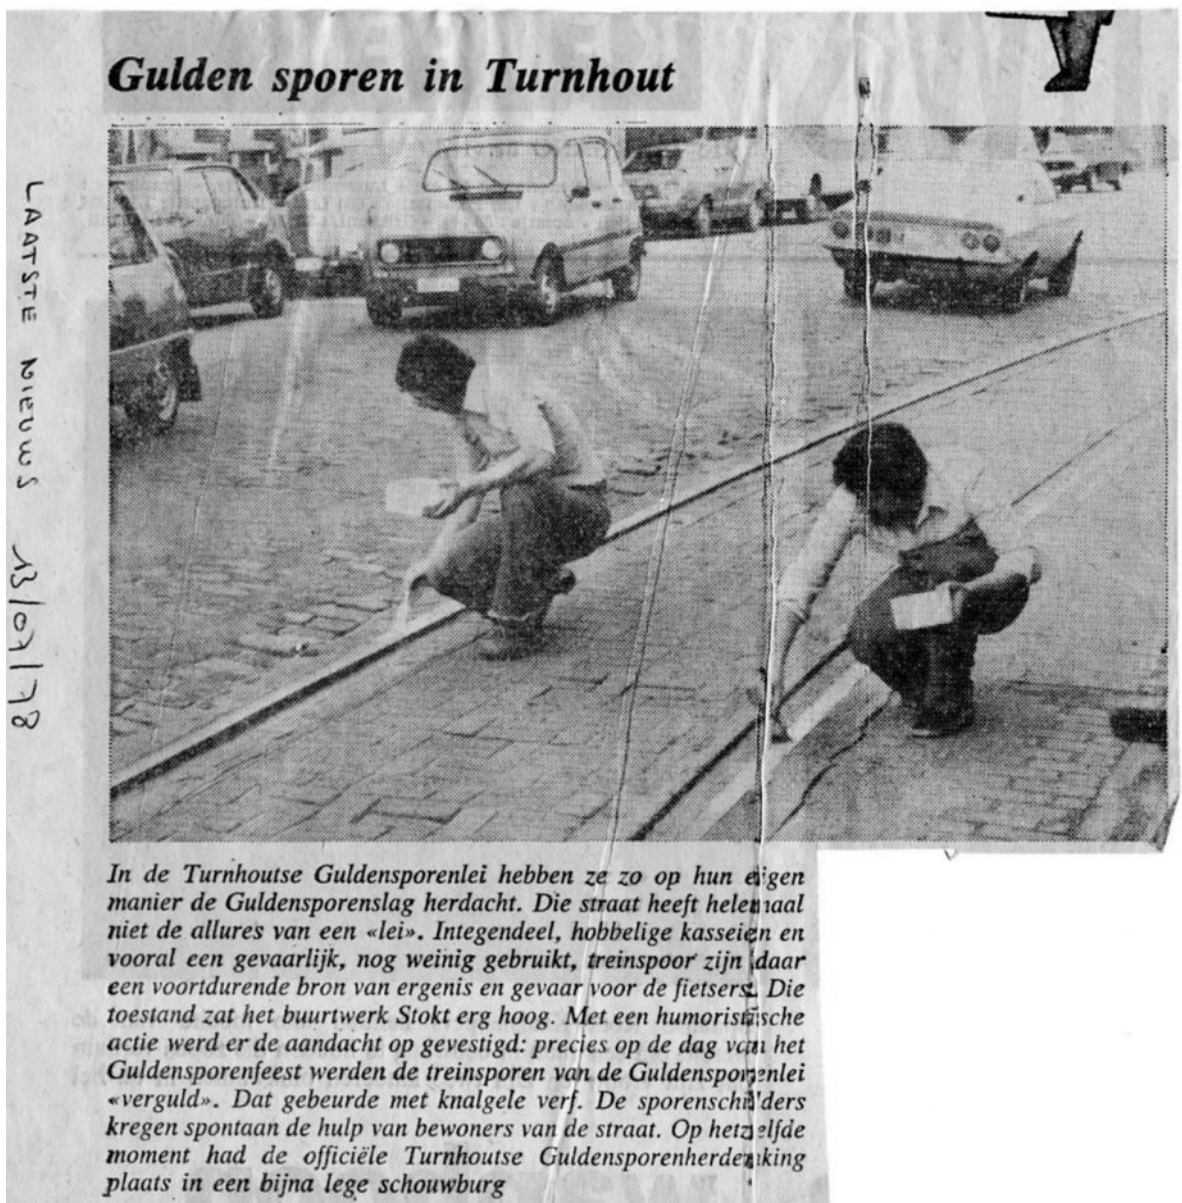 Gulden sporen in Turnhout
LAATSTE NIEUWS 13/07/78
In de Turnhoutse Guldensporenlei hebben ze zo op hun eigen
manier de Guldensporenslag herdacht. Die straat heeft helemaal
niet de allures van een «lei». Integendeel, hobbelige kasseien en
vooral een gevaarlijk, nog weinig gebruikt, treinspoor zijn daar
een voortdurende bron van ergenis en gevaar voor de fietsers. Die
toestand zat het buurtwerk Stokt erg hoog. Met een humoristische
actie werd er de aandacht op gevestigd: precies op de dag van het
Guldensporenfeest werden de treinsporen van de Guldensporenlei
«verguld». Dat gebeurde met knalgele verf. De sporenschilders
kregen spontaan de hulp van bewoners van de straat. Op hetzelfde
moment had de officiële Turnhoutse Guldensporenherdenking
plaats in een bijna lege schouwburg